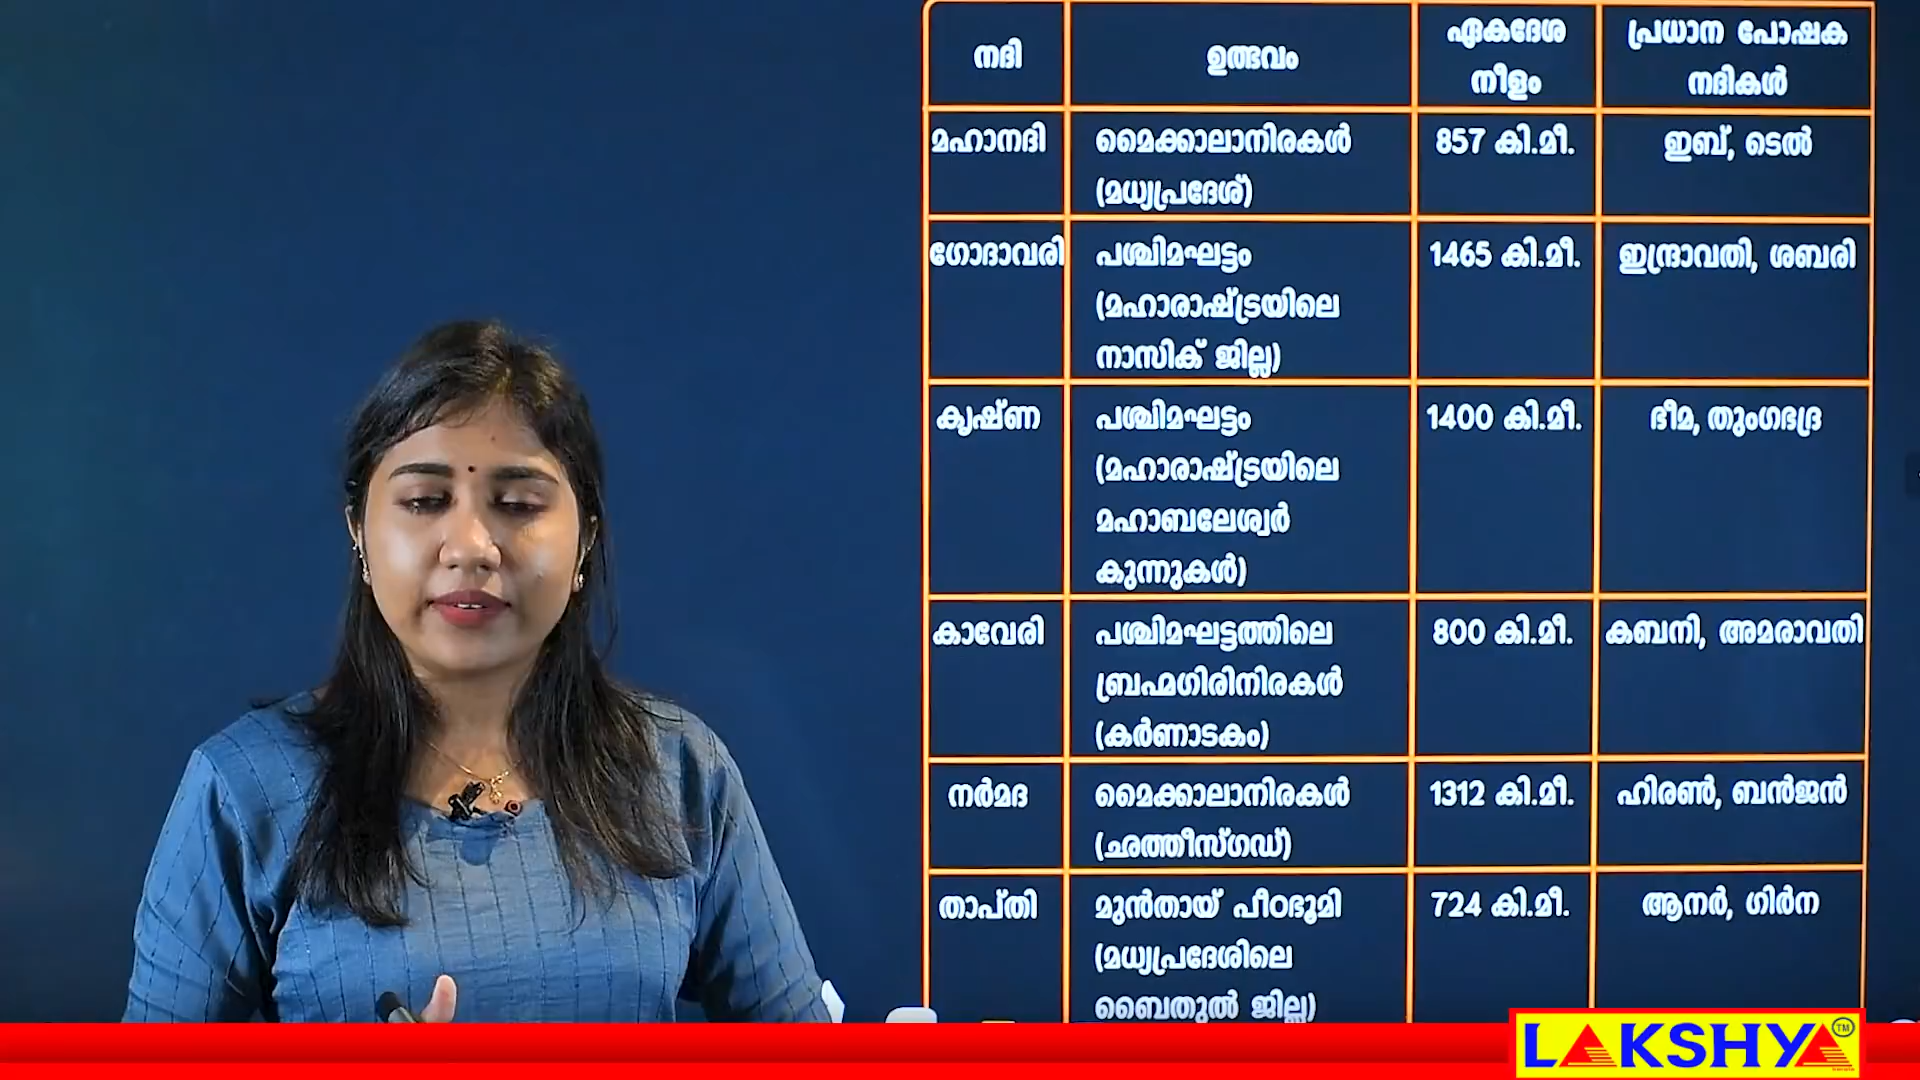 നദി
ഉത്ഭവം
ഏകദേശ
നീളം
പ്രധാന പോഷക
നദികൾ
മഹാനദി
മൈക്കാലാനിരകൾ
(മധ്യപ്രദേശ്)
857 കി.മീ.
ഇബ്, ടെൽ
ഗോദാവരി
പശ്ചിമഘട്ടം
(മഹാരാഷ്ട്രയിലെ
നാസിക് ജില്ല)
1465 കി.മീ.
ഇന്ദ്രാവതി, ശബരി
കൃഷ്ണ
പശ്ചിമഘട്ടം
(മഹാരാഷ്ട്രയിലെ
മഹാബലേശ്വർ
കുന്നുകൾ)
1400 കി.മീ.
ഭീമ, തുംഗഭദ്ര
കാവേരി
പശ്ചിമഘട്ടത്തിലെ
ബ്രഹ്മഗിരിനിരകൾ
(കർണാടകം)
800 കി.മീ.
കബനി, അമരാവതി
നർമദ
മൈക്കാലാനിരകൾ
(ഛത്തീസ്ഗഡ്)
1312 കി.മീ.
ഹിരൺ, ബൻജൻ
താപ്തി
മുൻതായ് പീഠഭൂമി
(മധ്യപ്രദേശിലെ
ബൈതുൽ ജില്ല)
724 കി.മീ.
ആനർ, ഗിർന
LAKSHYA TM